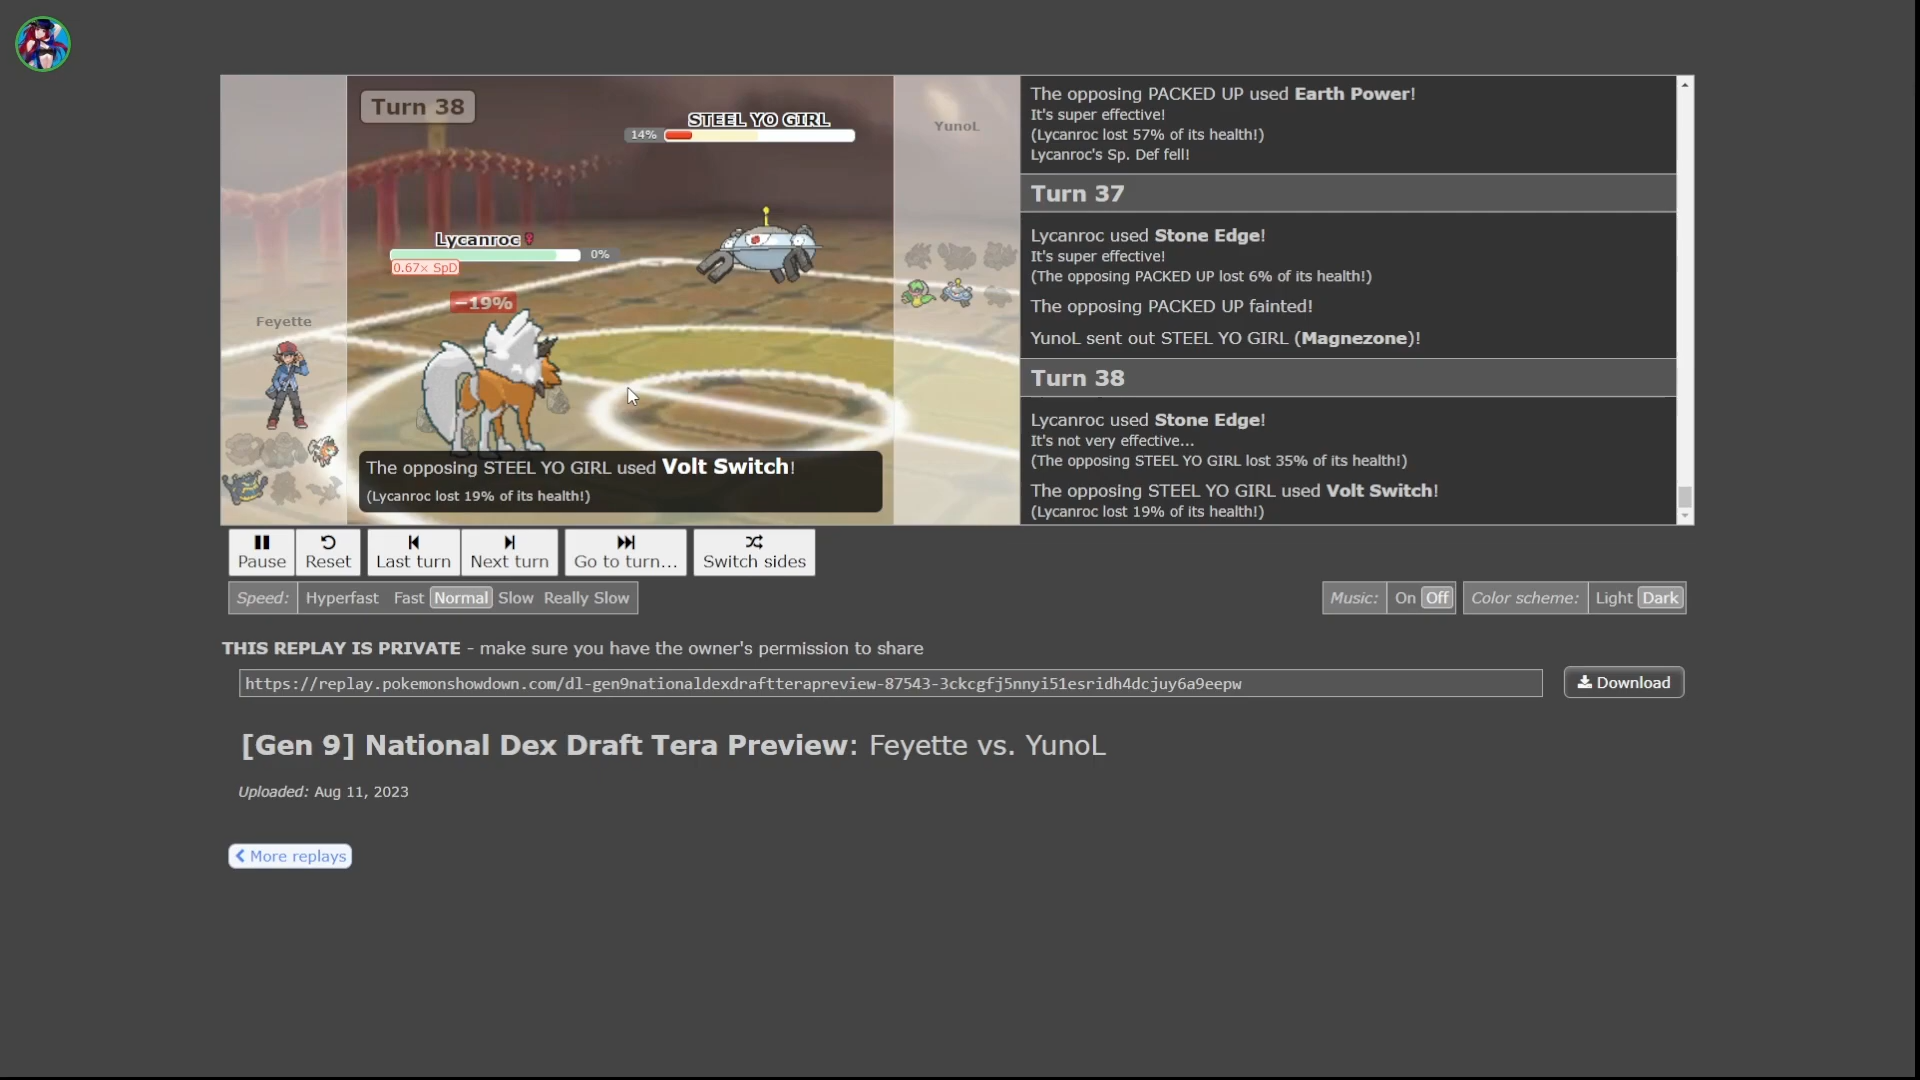 Turn 38
STEEL YO GIRL
14%
Lycanroc
0%
0.67× SpD
−19%
Feyette
YunoL
The opposing STEEL YO GIRL used Volt Switch!
(Lycanroc lost 19% of its health!)
The opposing PACKED UP used Earth Power!
It's super effective!
(Lycanroc lost 57% of its health!)
Lycanroc's Sp. Def fell!
Turn 37
Lycanroc used Stone Edge!
It's super effective!
(The opposing PACKED UP lost 6% of its health!)
The opposing PACKED UP fainted!
YunoL sent out STEEL YO GIRL (Magnezone)!
Turn 38
Lycanroc used Stone Edge!
It's not very effective...
(The opposing STEEL YO GIRL lost 35% of its health!)
The opposing STEEL YO GIRL used Volt Switch!
(Lycanroc lost 19% of its health!)
Pause Reset Last turn Next turn Go to turn... Switch sides
Speed: Hyperfast Fast Normal Slow Really Slow
Music: On Off Color scheme: Light Dark
THIS REPLAY IS PRIVATE - make sure you have the owner's permission to share
https://replay.pokemonshowdown.com/dl-gen9nationaldexdraftterapreview-87543-3ckcgfj5nnyi51esridh4dcjuy6a9eepw
Download
[Gen 9] National Dex Draft Tera Preview: Feyette vs. YunoL
Uploaded: Aug 11, 2023
More replays